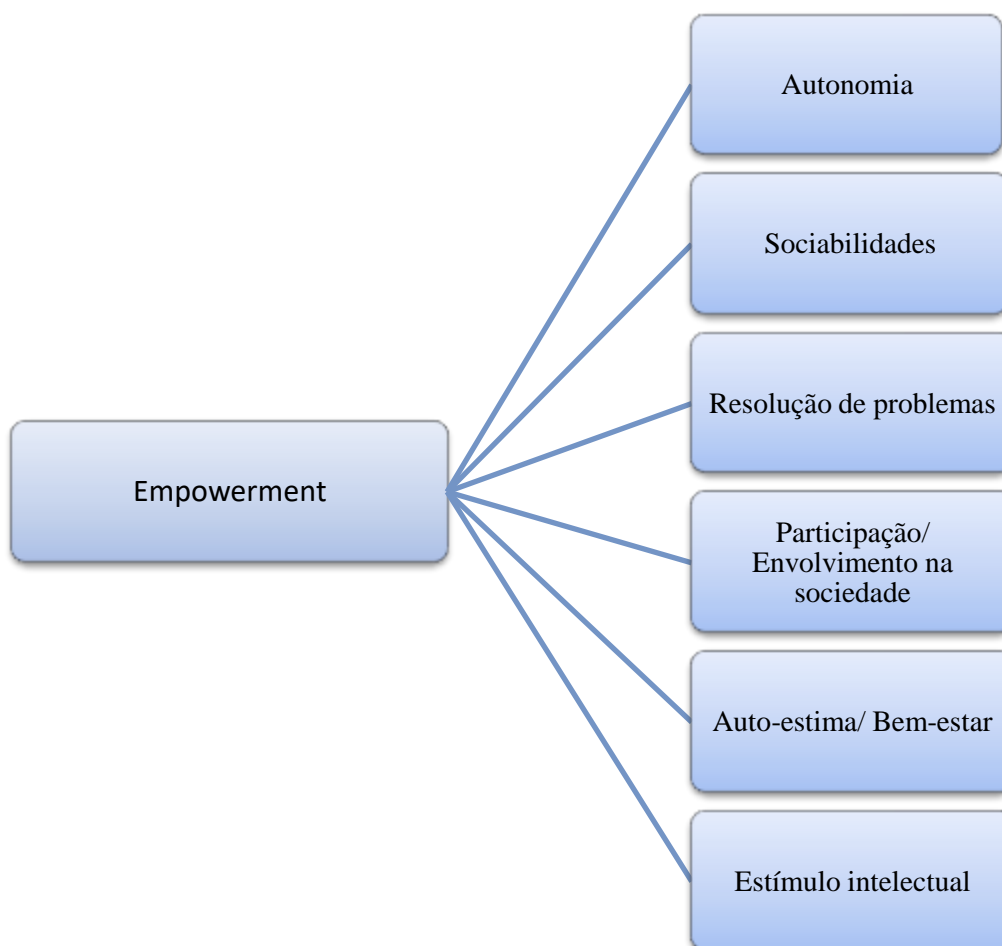 Autonomia
Sociabilidades
Resolução de problemas
Empowerment
Participação/
Envolvimento na
sociedade
Auto-estima/ Bem-estar
Estímulo intelectual